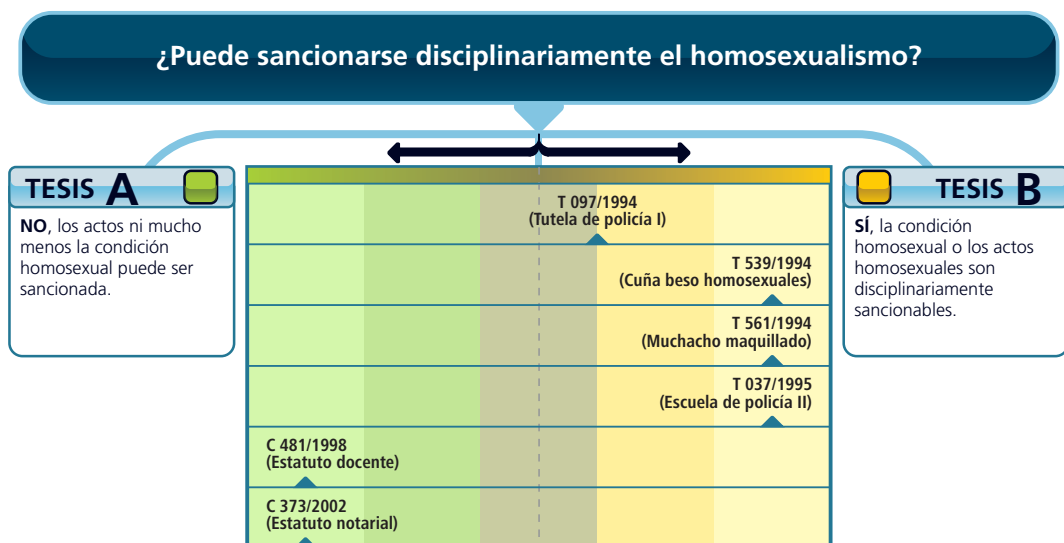 ¿Puede sancionarse disciplinariamente el homosexualismo?
TESIS A
NO, los actos ni mucho
menos la condición
homosexual puede ser
sancionada.
TESIS B
SÍ, la condición
homosexual o los actos
homosexuales son
disciplinariamente
sancionables.
T 097/1994
(Tutela de policía I)
T 539/1994
(Cuña beso homosexuales)
T 561/1994
(Muchacho maquillado)
T 037/1995
(Escuela de policía II)
C 481/1998
(Estatuto docente)
C 373/2002
(Estatuto notarial)